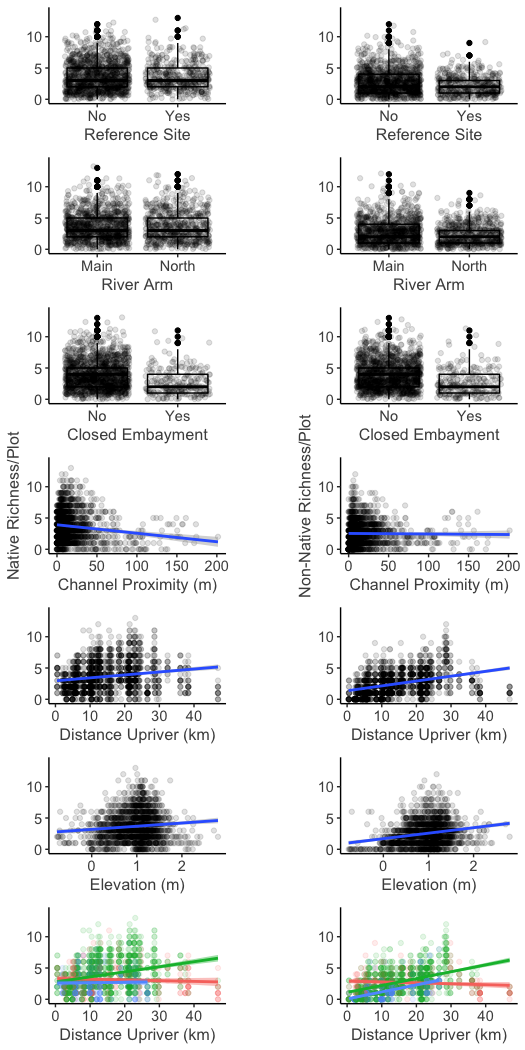 Native Richness/Plot
10
5
0
No Yes
Reference Site
10
5
0
Main North
River Arm
10
5
0
No Yes
Closed Embayment
10
5
0
0 50 100 150 200
Channel Proximity (m)
10
5
0
0 10 20 30 40
Distance Upriver (km)
10
5
0
0 1 2
Elevation (m)
10
5
0
0 10 20 30 40
Distance Upriver (km)
Non-Native Richness/Plot
10
5
0
No Yes
Reference Site
10
5
0
Main North
River Arm
10
5
0
No Yes
Closed Embayment
10
5
0
0 50 100 150 200
Channel Proximity (m)
10
5
0
0 10 20 30 40
Distance Upriver (km)
10
5
0
0 1 2
Elevation (m)
10
5
0
0 10 20 30 40
Distance Upriver (km)